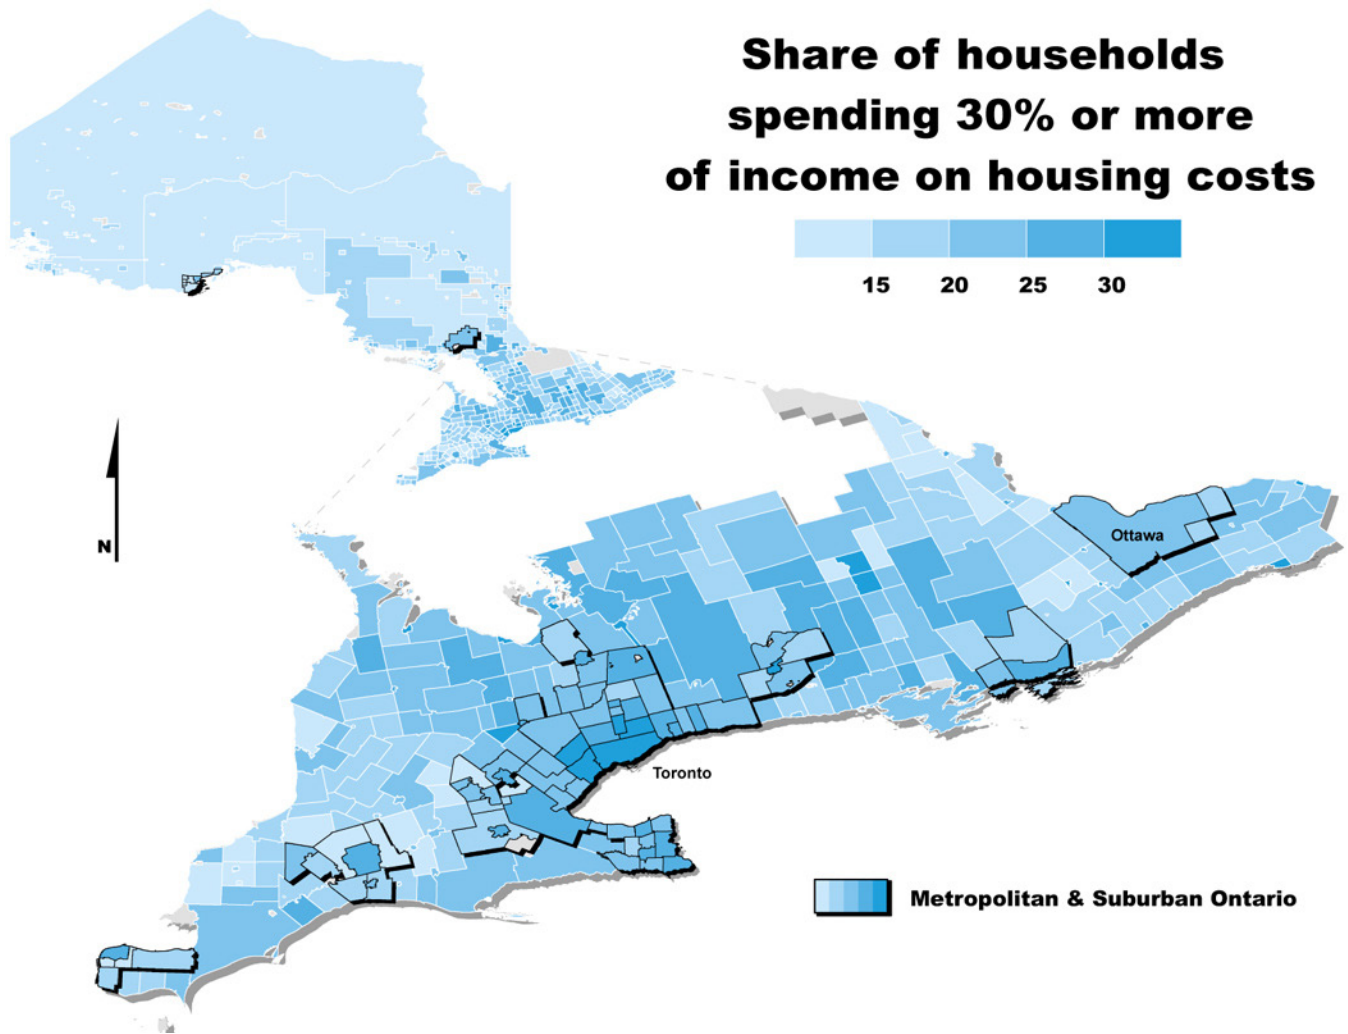 Share of households
spending 30% or more
of income on housing costs
15 20 25 30
N
Ottawa
Toronto
Metropolitan & Suburban Ontario